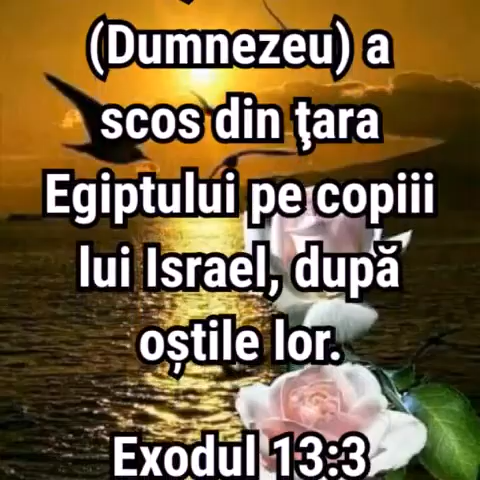 (Dumnezeu) a
scos din ţara
Egiptului pe copiii
lui Israel, după
oștile lor.
Exodul 13:3